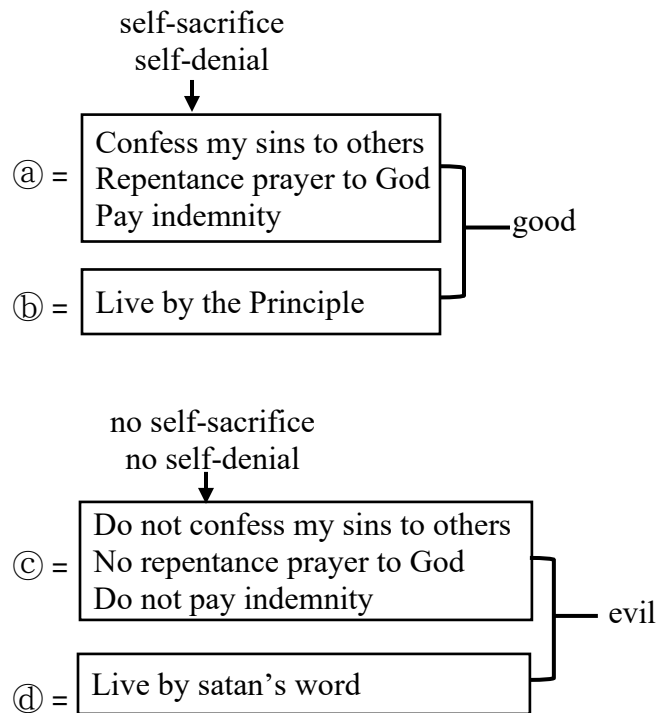 self-sacrifice
self-denial
Confess my sins to others
ⓐ = Repentance prayer to God
Pay indemnity
good
ⓑ = Live by the Principle
no self-sacrifice
no self-denial
Do not confess my sins to others
ⓒ = No repentance prayer to God
Do not pay indemnity
evil
ⓓ = Live by satan’s word